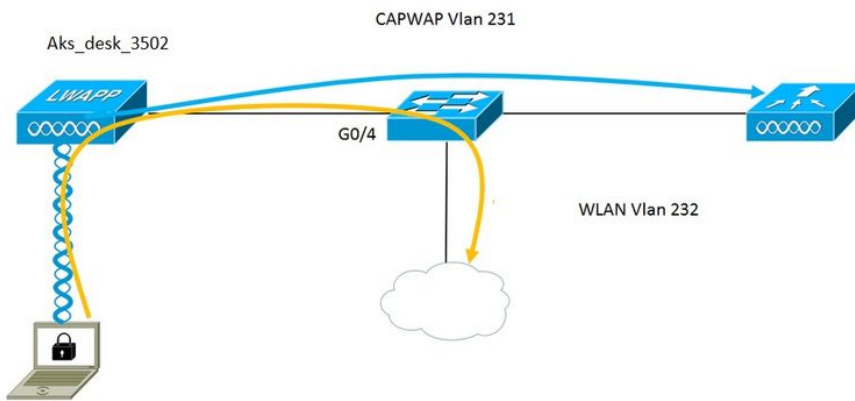 CAPWAP Vlan 231
Aks_desk_3502
LWAPP
G0/4
WLAN Vlan 232